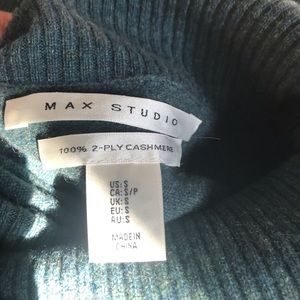 MAX STUDIO
100% 2-PLY CASHMERE
US:S
CA:S/P
UK:S
EU:S
AU:S
MADE IN
CHINA